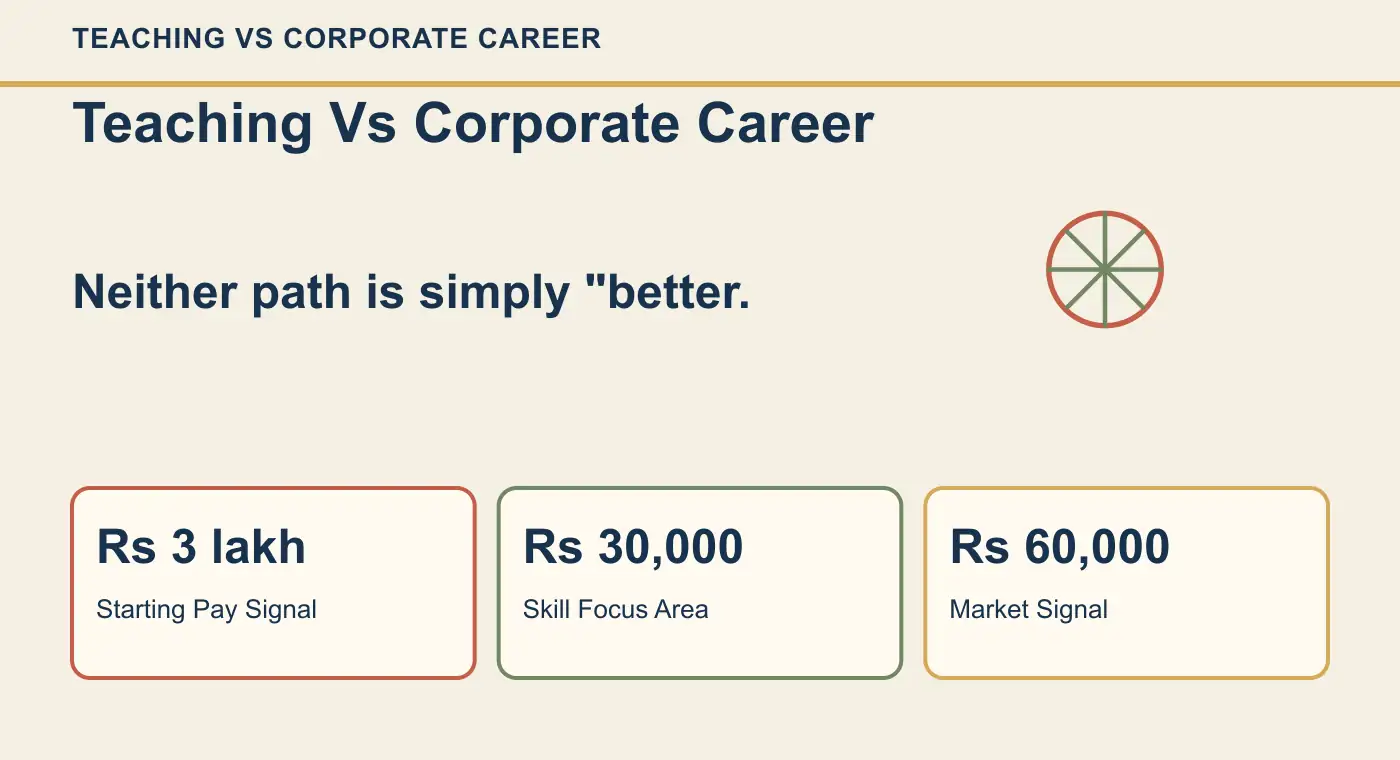 TEACHING VS CORPORATE CAREER
Teaching Vs Corporate Career
Neither path is simply "better.
Rs 3 lakh
Starting Pay Signal
Rs 30,000
Skill Focus Area
Rs 60,000
Market Signal